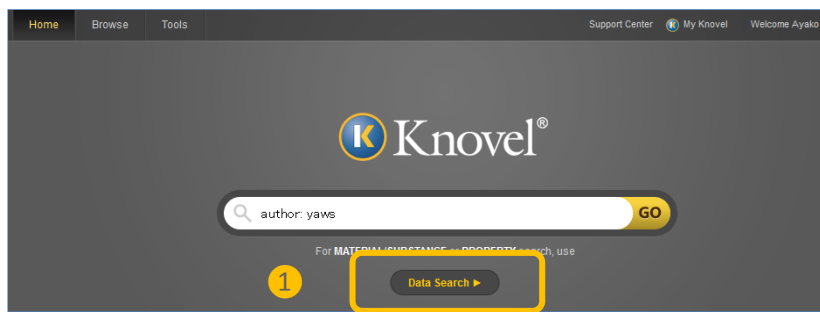 Home Browse Tools Support Center My Knovel Welcome Ayako
Knovel®
author: yaws GO
For MATERIAL/SUBSTANCE or PROPERTY search, use
1 Data Search ▶